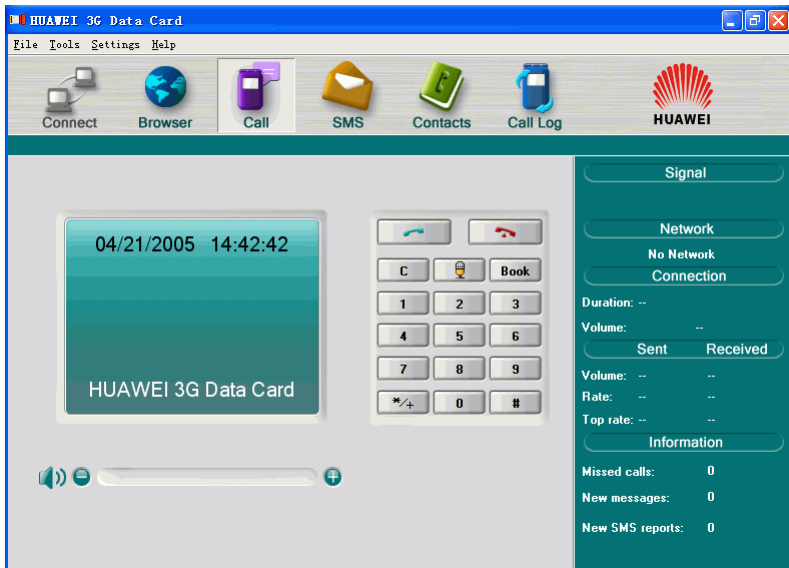 HUAWEI 3G Data Card
File Tools Settings Help
Connect Browser Call SMS Contacts Call Log
HUAWEI
Signal
Network
No Network
Connection
Duration: --
Volume: --
Sent Received
Volume: -- --
Rate: -- --
Top rate: -- --
Information
Missed calls: 0
New messages: 0
New SMS reports: 0
04/21/2005 14:42:42
HUAWEI 3G Data Card
C Book
1 2 3
4 5 6
7 8 9
*/+ 0 #